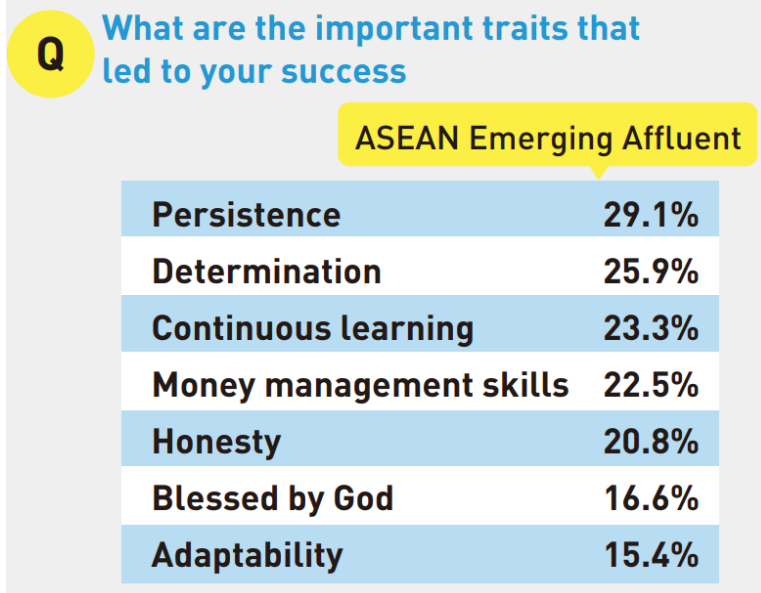 Q
What are the important traits that
led to your success
ASEAN Emerging Affluent
Persistence 29.1%
Determination 25.9%
Continuous learning 23.3%
Money management skills 22.5%
Honesty 20.8%
Blessed by God 16.6%
Adaptability 15.4%